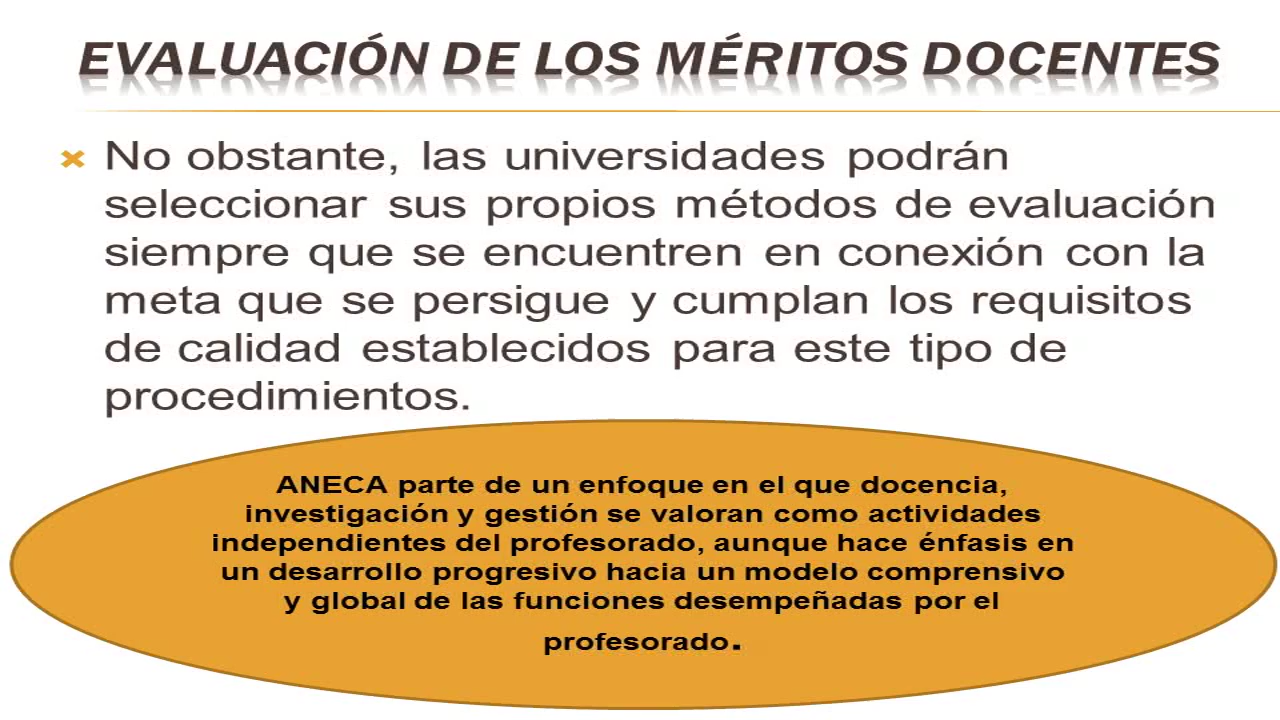 EVALUACIÓN DE LOS MÉRITOS DOCENTES
No obstante, las universidades podrán
seleccionar sus propios métodos de evaluación
siempre que se encuentren en conexión con la
meta que se persigue y cumplan los requisitos
de calidad establecidos para este tipo de
procedimientos.
ANECA parte de un enfoque en el que docencia,
investigación y gestión se valoran como actividades
independientes del profesorado, aunque hace énfasis en
un desarrollo progresivo hacia un modelo comprensivo
y global de las funciones desempeñadas por el
profesorado.